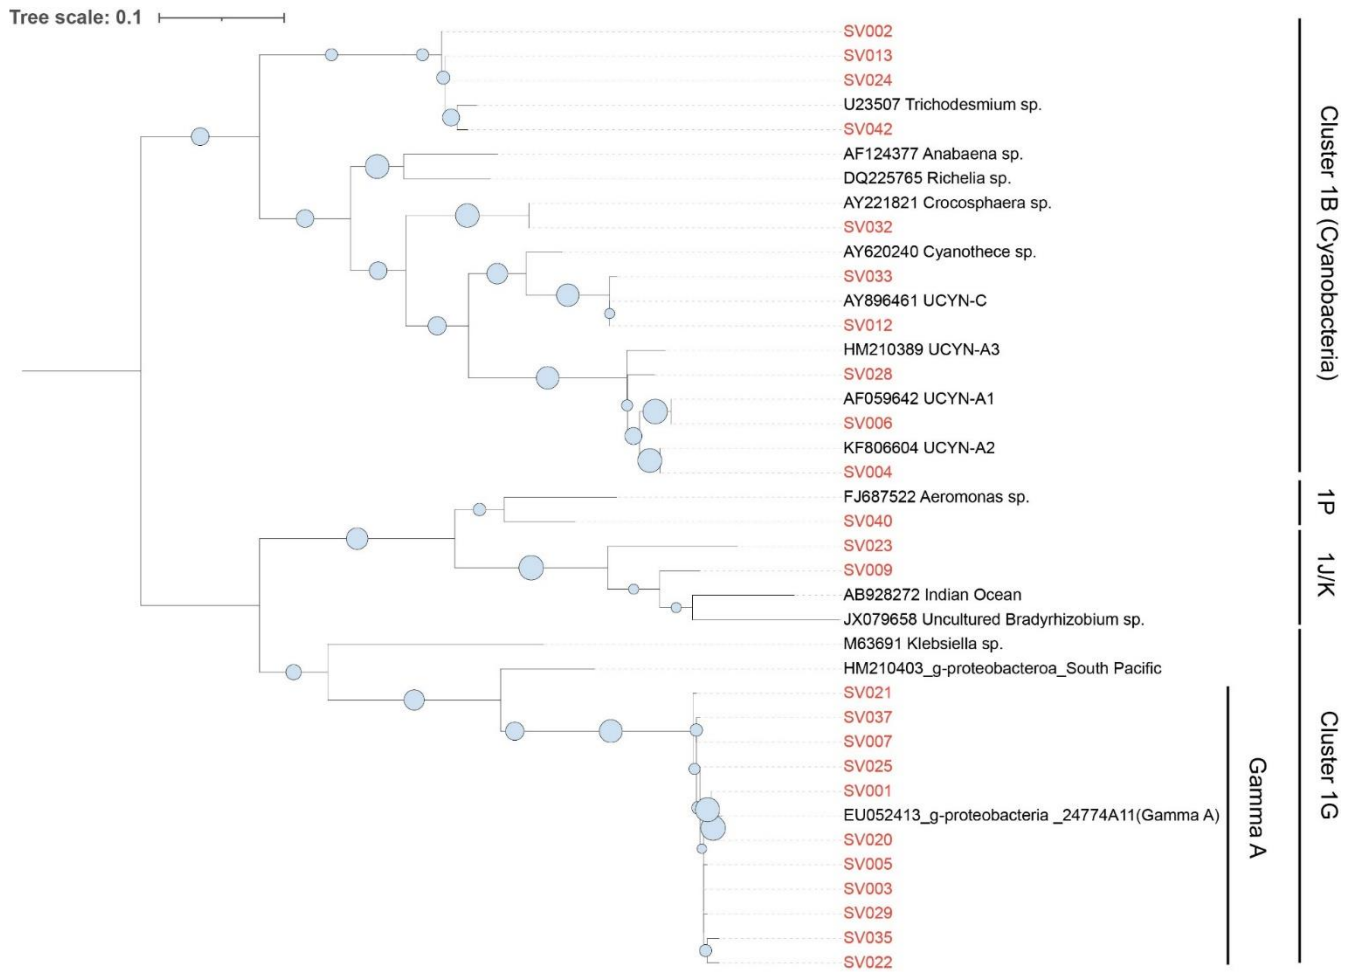 Tree scale: 0.1
SV002
SV013
SV024
U23507 Trichodesmium sp.
SV042
AF124377 Anabaena sp.
DQ225765 Richelia sp.
AY221821 Crocosphaera sp.
SV032
AY620240 Cyanothece sp.
SV033
AY896461 UCYN-C
SV012
HM210389 UCYN-A3
SV028
AF059642 UCYN-A1
SV006
KF806604 UCYN-A2
SV004
Cluster 1B (Cyanobacteria)
FJ687522 Aeromonas sp.
SV040
1P
SV023
SV009
AB928272 Indian Ocean
JX079658 Uncultured Bradyrhizobium sp.
1J/K
M63691 Klebsiella sp.
HM210403_g-proteobacteroa_South Pacific
SV021
SV037
SV007
SV025
SV001
EU052413_g-proteobacteria _24774A11(Gamma A)
SV020
SV005
SV003
SV029
SV035
SV022
Gamma A
Cluster 1G